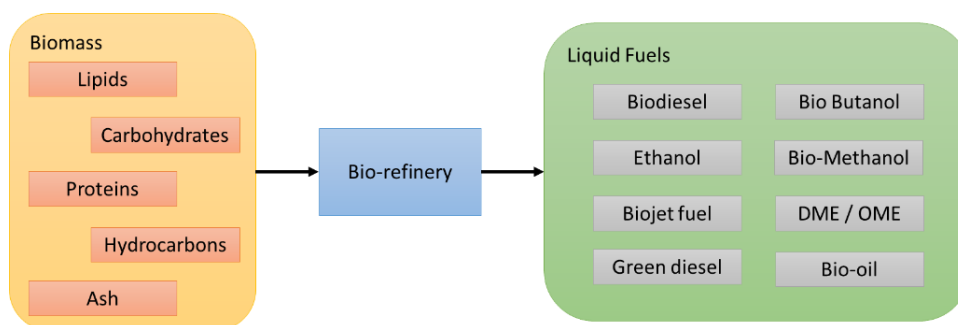 Biomass
Lipids
Carbohydrates
Proteins
Hydrocarbons
Ash
Bio-refinery
Liquid Fuels
Biodiesel
Bio Butanol
Ethanol
Bio-Methanol
Biojet fuel
DME / OME
Green diesel
Bio-oil